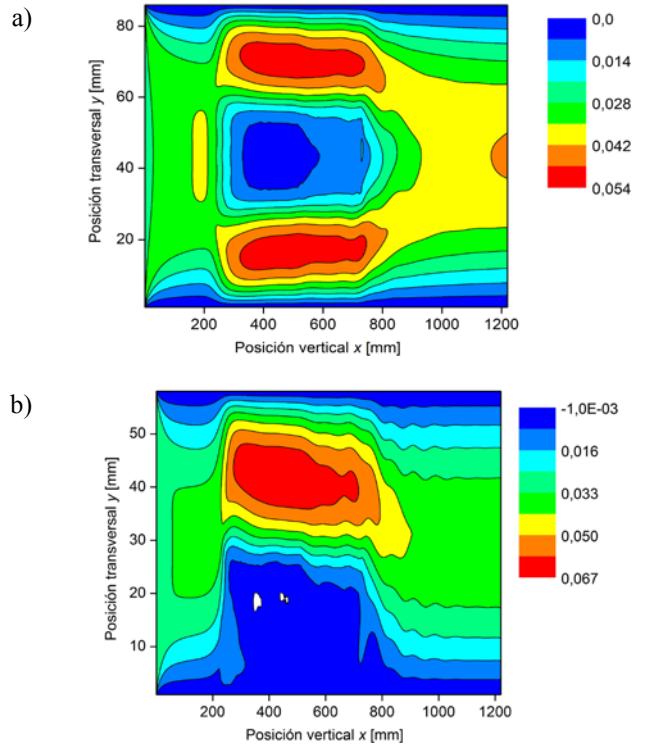 a)
Posición transversal y [mm]
80
60
40
20
200 400 600 800 1000 1200
Posición vertical x [mm]
0,0
0,014
0,028
0,042
0,054
b)
Posición transversal y [mm]
50
40
30
20
10
200 400 600 800 1000 1200
Posición vertical x [mm]
-1,0E-03
0,016
0,033
0,050
0,067